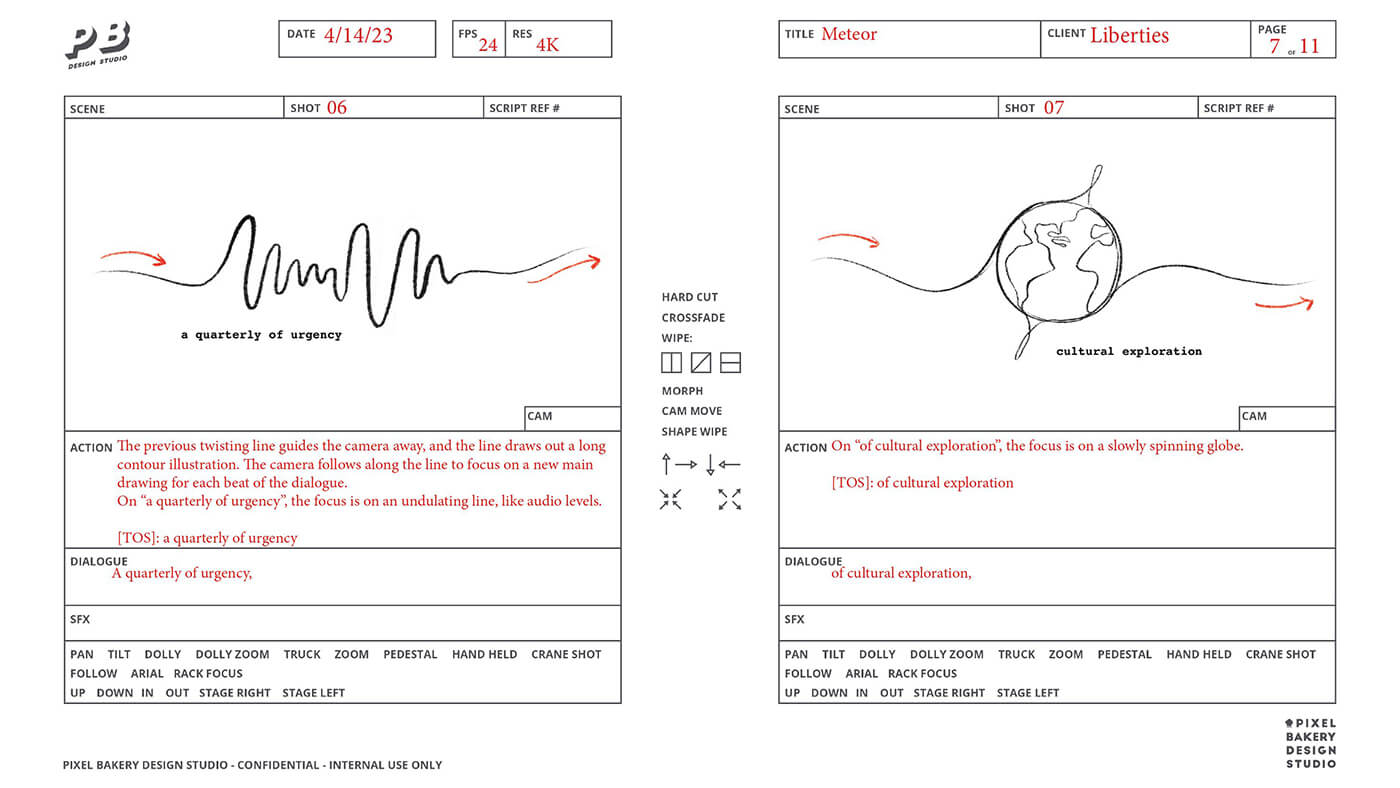 PB
DESIGN STUDIO
DATE 4/14/23
FPS 24
RES 4K
TITLE Meteor
CLIENT Liberties
PAGE
7 OF 11
SCENE
SHOT 06
SCRIPT REF #
a quarterly of urgency
CAM
ACTION The previous twisting line guides the camera away, and the line draws out a long
contour illustration. The camera follows along the line to focus on a new main
drawing for each beat of the dialogue.
On “a quarterly of urgency”, the focus is on an undulating line, like audio levels.
[TOS]: a quarterly of urgency
DIALOGUE
A quarterly of urgency,
SFX
PAN TILT DOLLY DOLLY ZOOM TRUCK ZOOM PEDESTAL HAND HELD CRANE SHOT
FOLLOW ARIAL RACK FOCUS
UP DOWN IN OUT STAGE RIGHT STAGE LEFT
HARD CUT
CROSSFADE
WIPE:
MORPH
CAM MOVE
SHAPE WIPE
SCENE
SHOT 07
SCRIPT REF #
cultural exploration
CAM
ACTION On “of cultural exploration”, the focus is on a slowly spinning globe.
[TOS]: of cultural exploration
DIALOGUE
of cultural exploration,
SFX
PAN TILT DOLLY DOLLY ZOOM TRUCK ZOOM PEDESTAL HAND HELD CRANE SHOT
FOLLOW ARIAL RACK FOCUS
UP DOWN IN OUT STAGE RIGHT STAGE LEFT
PIXEL BAKERY DESIGN STUDIO - CONFIDENTIAL - INTERNAL USE ONLY
PIXEL
BAKERY
DESIGN
STUDIO